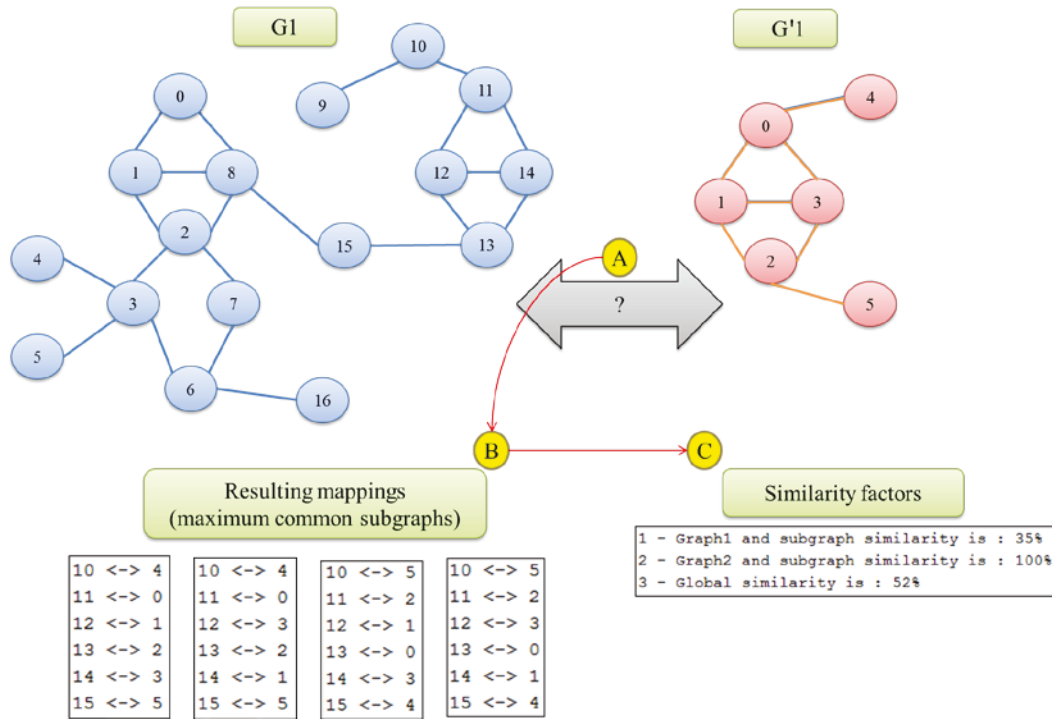 G1
G'1
10
11
9
0
4
0
1
8
12
14
1
3
2
15
13
2
4
3
7
5
5
6
16
A
?
B
C
Resulting mappings
(maximum common subgraphs)
Similarity factors
1 - Graph1 and subgraph similarity is : 35%
2 - Graph2 and subgraph similarity is : 100%
3 - Global similarity is : 52%
10 <-> 4
11 <-> 0
12 <-> 1
13 <-> 2
14 <-> 3
15 <-> 5
10 <-> 4
11 <-> 0
12 <-> 3
13 <-> 2
14 <-> 1
15 <-> 5
10 <-> 5
11 <-> 2
12 <-> 1
13 <-> 0
14 <-> 3
15 <-> 4
10 <-> 5
11 <-> 2
12 <-> 3
13 <-> 0
14 <-> 1
15 <-> 4